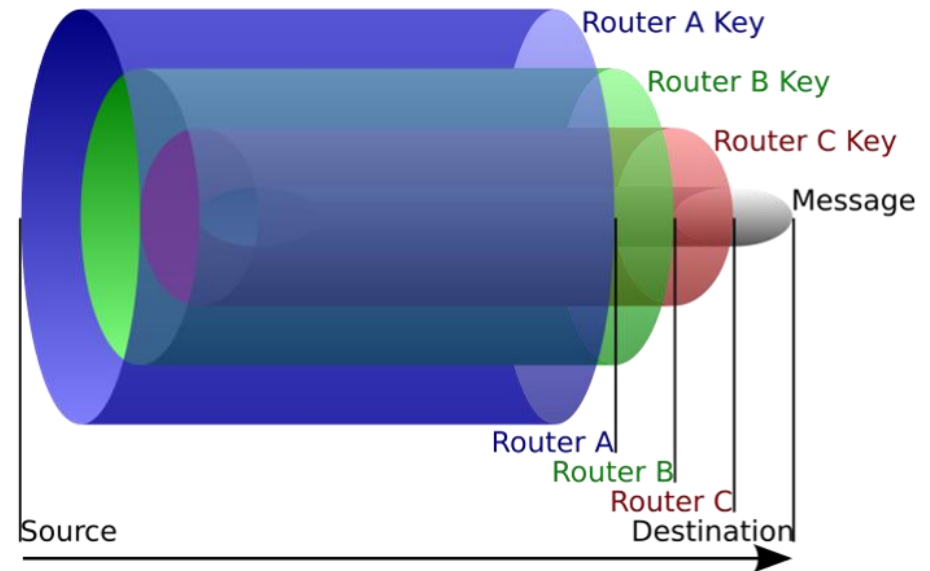 Router A Key
Router B Key
Router C Key
Message
Router A
Router B
Router C
Source
Destination